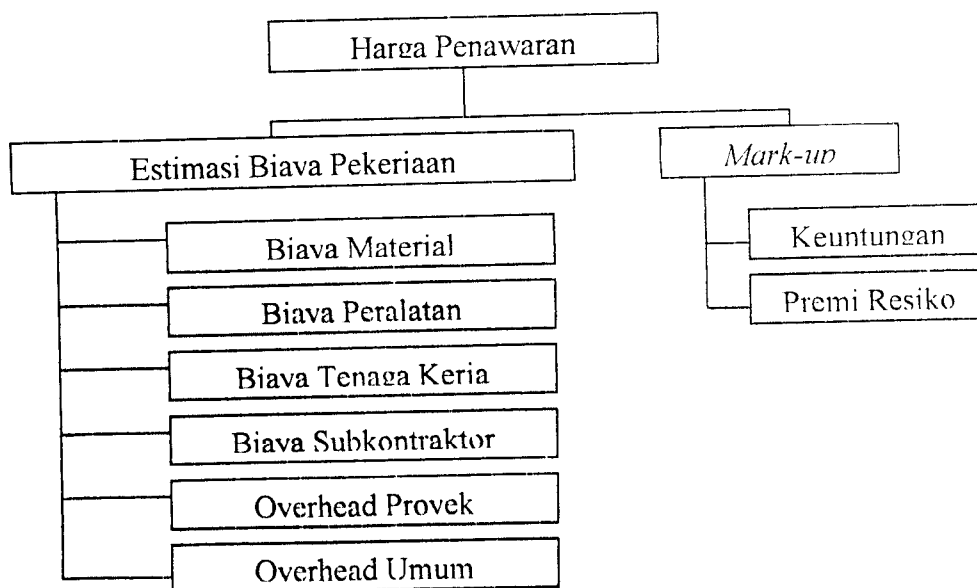 Harga Penawaran
Estimasi Biaya Pekerjaan
Mark-up
Biaya Material
Biaya Peralatan
Biaya Tenaga Kerja
Biaya Subkontraktor
Overhead Proyek
Overhead Umum
Keuntungan
Premi Resiko